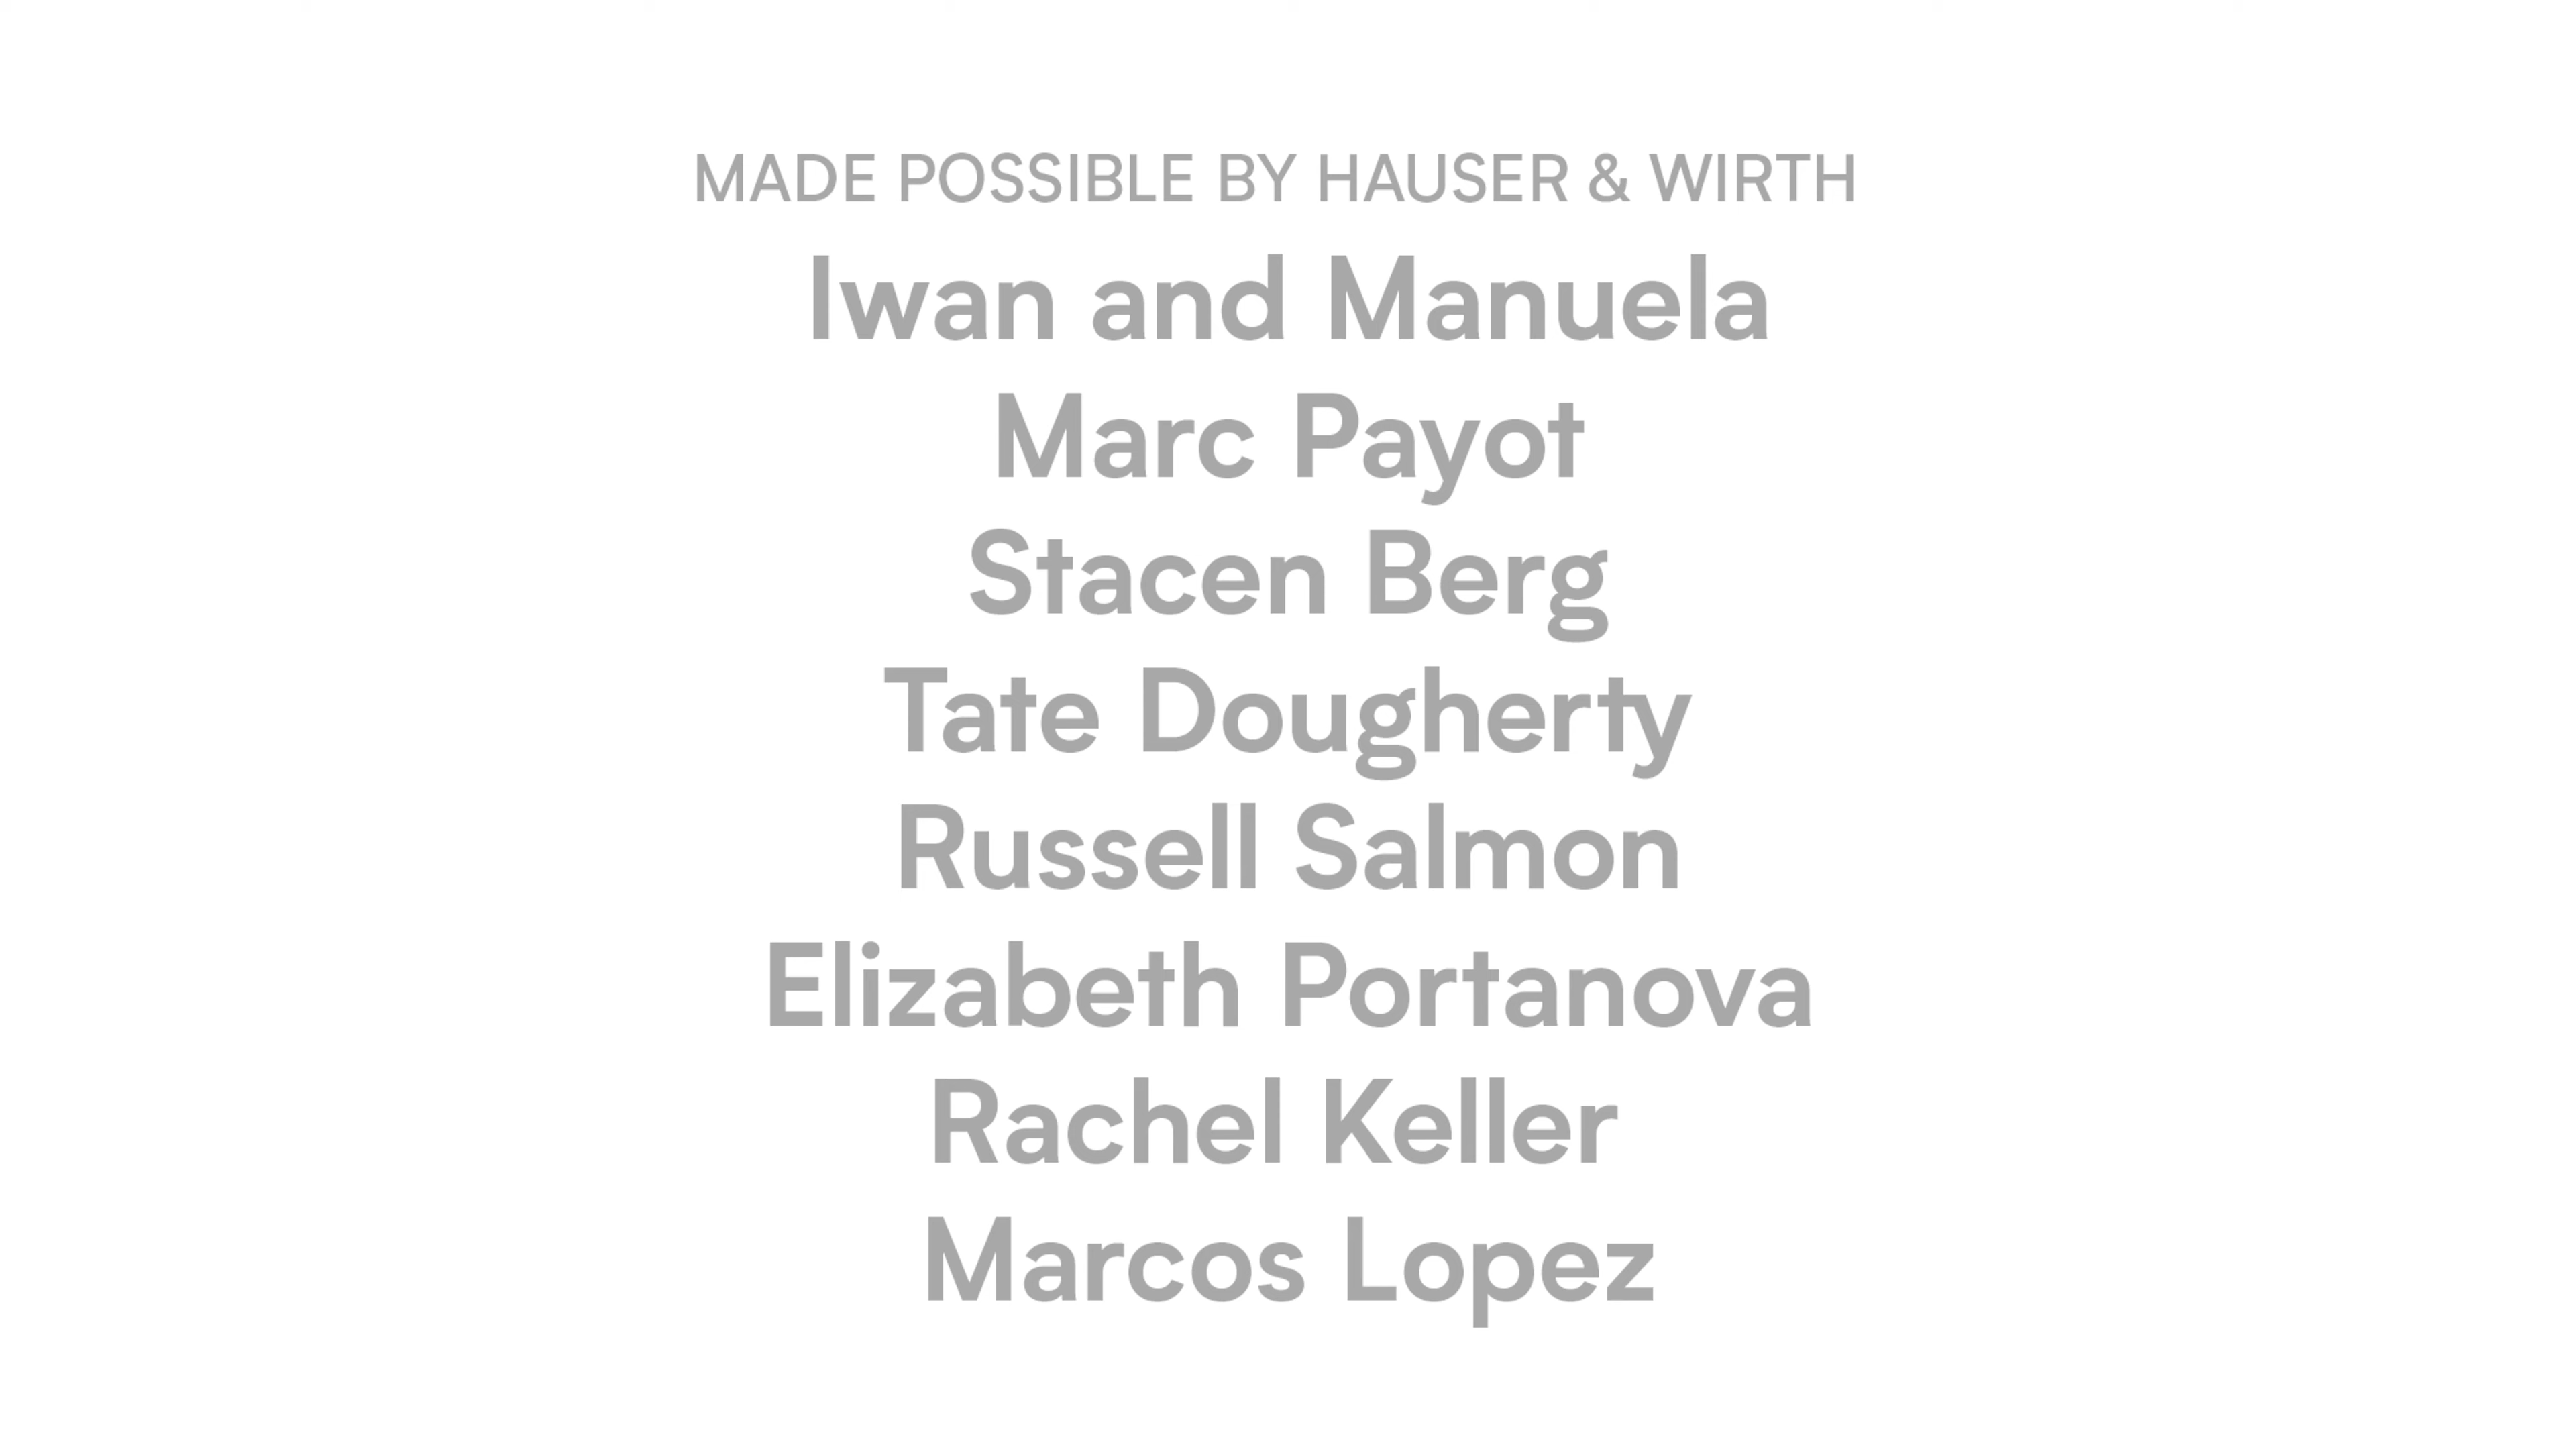 MADE POSSIBLE BY HAUSER & WIRTH
Iwan and Manuela
Marc Payot
Stacen Berg
Tate Dougherty
Russell Salmon
Elizabeth Portanova
Rachel Keller
Marcos Lopez